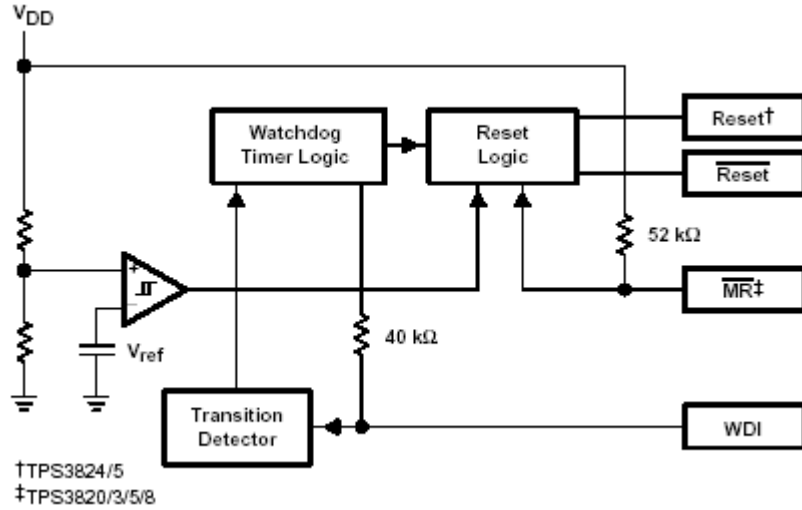 VDD
Watchdog
Timer Logic
Reset
Logic
Reset†
Reset
52 kΩ
+
−
MR‡
Vref
40 kΩ
Transition
Detector
WDI
†TPS3824/5
‡TPS3820/3/5/8